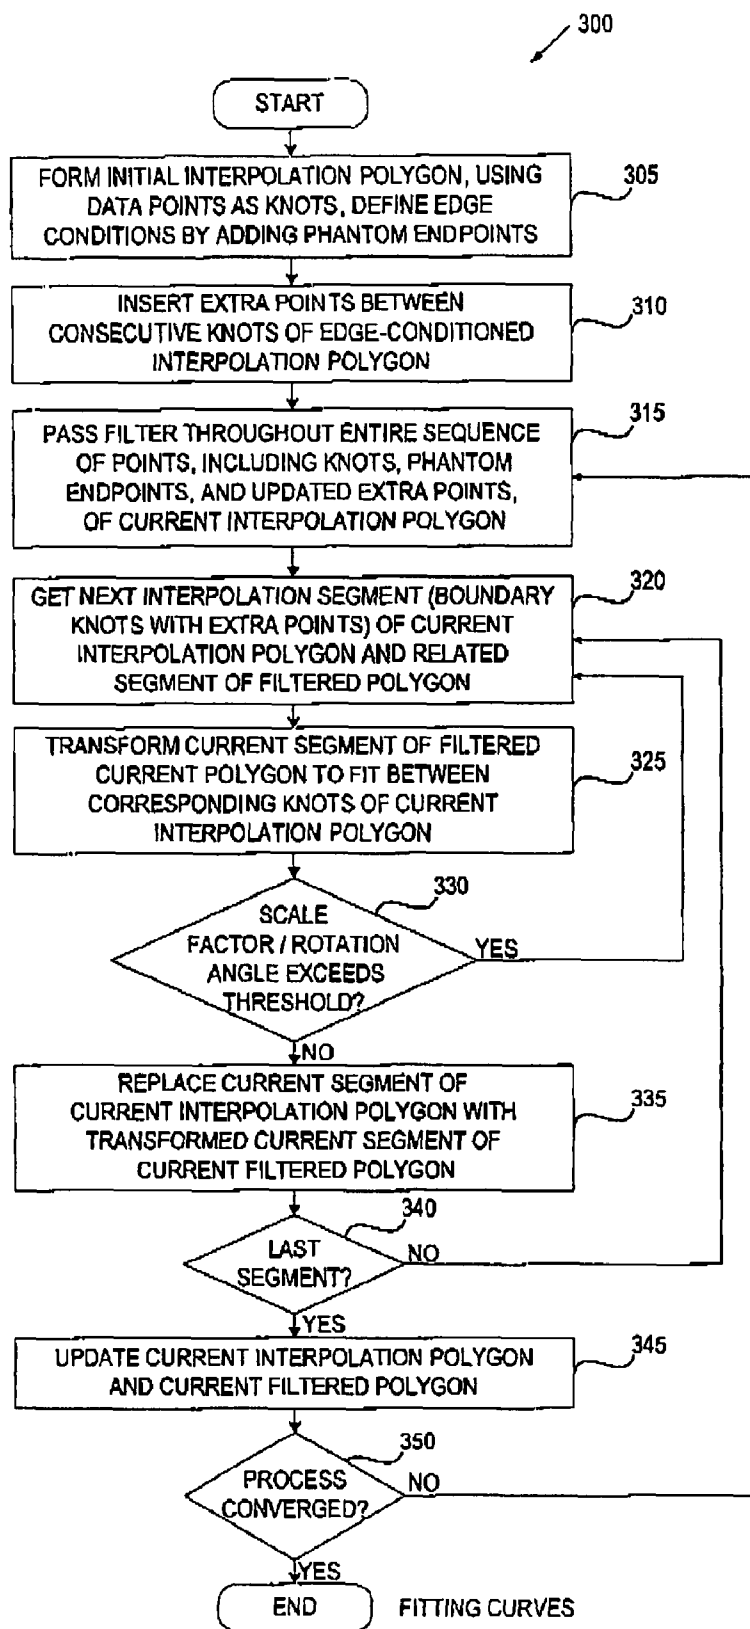 300
START
FORM INITIAL INTERPOLATION POLYGON, USING
DATA POINTS AS KNOTS, DEFINE EDGE
CONDITIONS BY ADDING PHANTOM ENDPOINTS
305
INSERT EXTRA POINTS BETWEEN
CONSECUTIVE KNOTS OF EDGE-CONDITIONED
INTERPOLATION POLYGON
310
PASS FILTER THROUGHOUT ENTIRE SEQUENCE
OF POINTS, INCLUDING KNOTS, PHANTOM
ENDPOINTS, AND UPDATED EXTRA POINTS,
OF CURRENT INTERPOLATION POLYGON
315
GET NEXT INTERPOLATION SEGMENT (BOUNDARY
KNOTS WITH EXTRA POINTS) OF CURRENT
INTERPOLATION POLYGON AND RELATED
SEGMENT OF FILTERED POLYGON
320
TRANSFORM CURRENT SEGMENT OF FILTERED
CURRENT POLYGON TO FIT BETWEEN
CORRESPONDING KNOTS OF CURRENT
INTERPOLATION POLYGON
325
SCALE
FACTOR / ROTATION
ANGLE EXCEEDS
THRESHOLD?
330
YES
NO
REPLACE CURRENT SEGMENT OF
CURRENT INTERPOLATION POLYGON WITH
TRANSFORMED CURRENT SEGMENT OF
CURRENT FILTERED POLYGON
335
LAST
SEGMENT?
340
NO
YES
UPDATE CURRENT INTERPOLATION POLYGON
AND CURRENT FILTERED POLYGON
345
PROCESS
CONVERGED?
350
NO
YES
END
FITTING CURVES